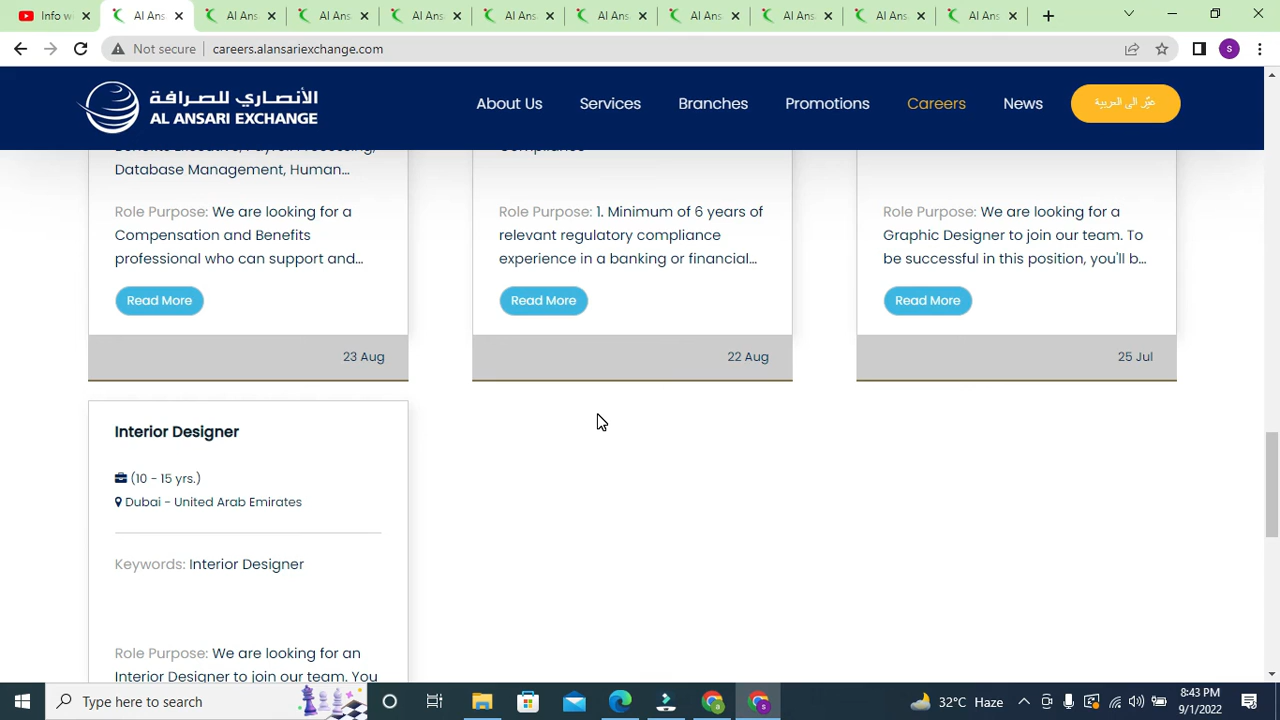 Info w
Al Ans
Al Ansa
Al Ans
Al Ans
Al Ans
Al Ansa
Al Ans
Al Ans
Al Ans
Al Ans
Not secure
careers.alansariexchange.com
S
الأنصاري للصرافة
AL ANSARI EXCHANGE
About Us
Services
Branches
Promotions
Careers
News
عبّر الى العربية
Database Management, Human...
Compliance
Role Purpose: We are looking for a
Compensation and Benefits
professional who can support and...
Read More
23 Aug
Role Purpose: 1. Minimum of 6 years of
relevant regulatory compliance
experience in a banking or financial...
Read More
22 Aug
Role Purpose: We are looking for a
Graphic Designer to join our team. To
be successful in this position, you'll b...
Read More
25 Jul
Interior Designer
(10 - 15 yrs.)
Dubai - United Arab Emirates
Keywords: Interior Designer
Role Purpose: We are looking for an
Interior Designer to join our team. You
Type here to search
32°C Haze
8:43 PM
9/1/2022